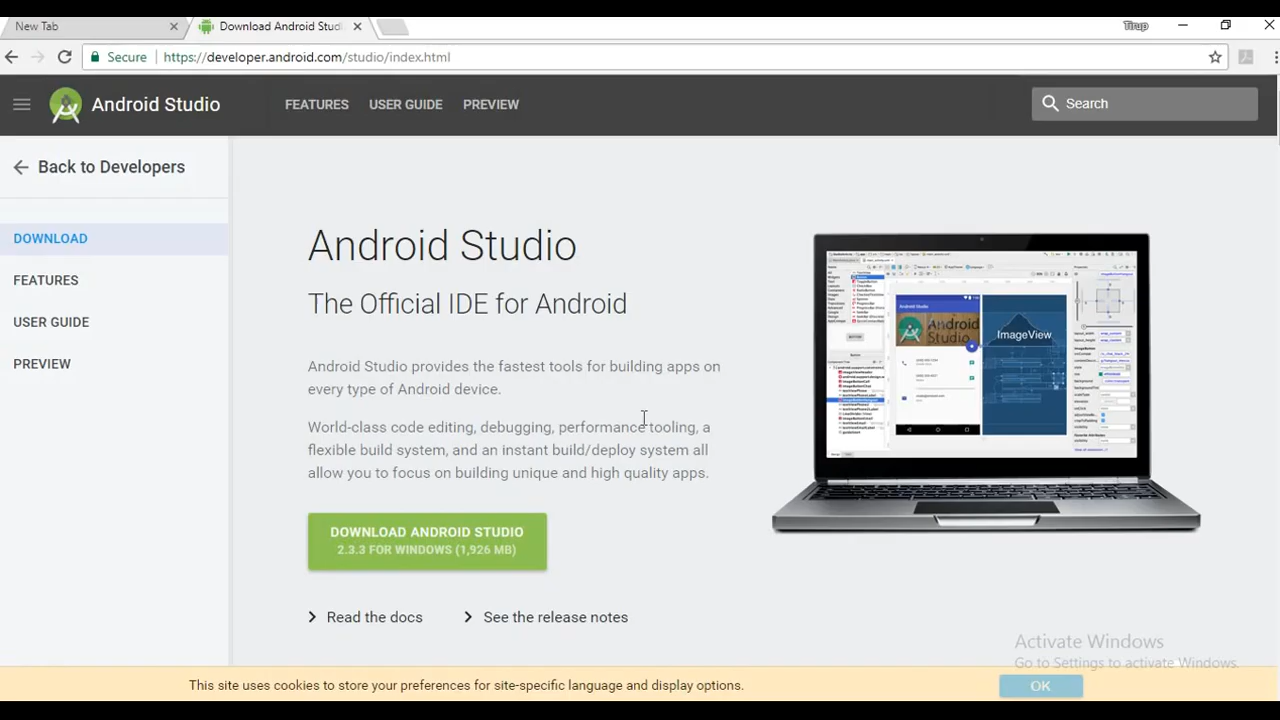 New Tab
Download Android Stud
Tirup
Secure
https://developer.android.com/studio/index.html
Android Studio
FEATURES
USER GUIDE
PREVIEW
Search
Back to Developers
DOWNLOAD
FEATURES
USER GUIDE
PREVIEW
Android Studio
The Official IDE for Android
Android Studio provides the fastest tools for building apps on
every type of Android device.
World-class code editing, debugging, performance tooling, a
flexible build system, and an instant build/deploy system all
allow you to focus on building unique and high quality apps.
DOWNLOAD ANDROID STUDIO
2.3.3 FOR WINDOWS (1,926 MB)
Read the docs
See the release notes
Android Studio
Android
Studio
ImageView
Activate Windows
Go to Settings to activate Windows.
This site uses cookies to store your preferences for site-specific language and display options.
OK